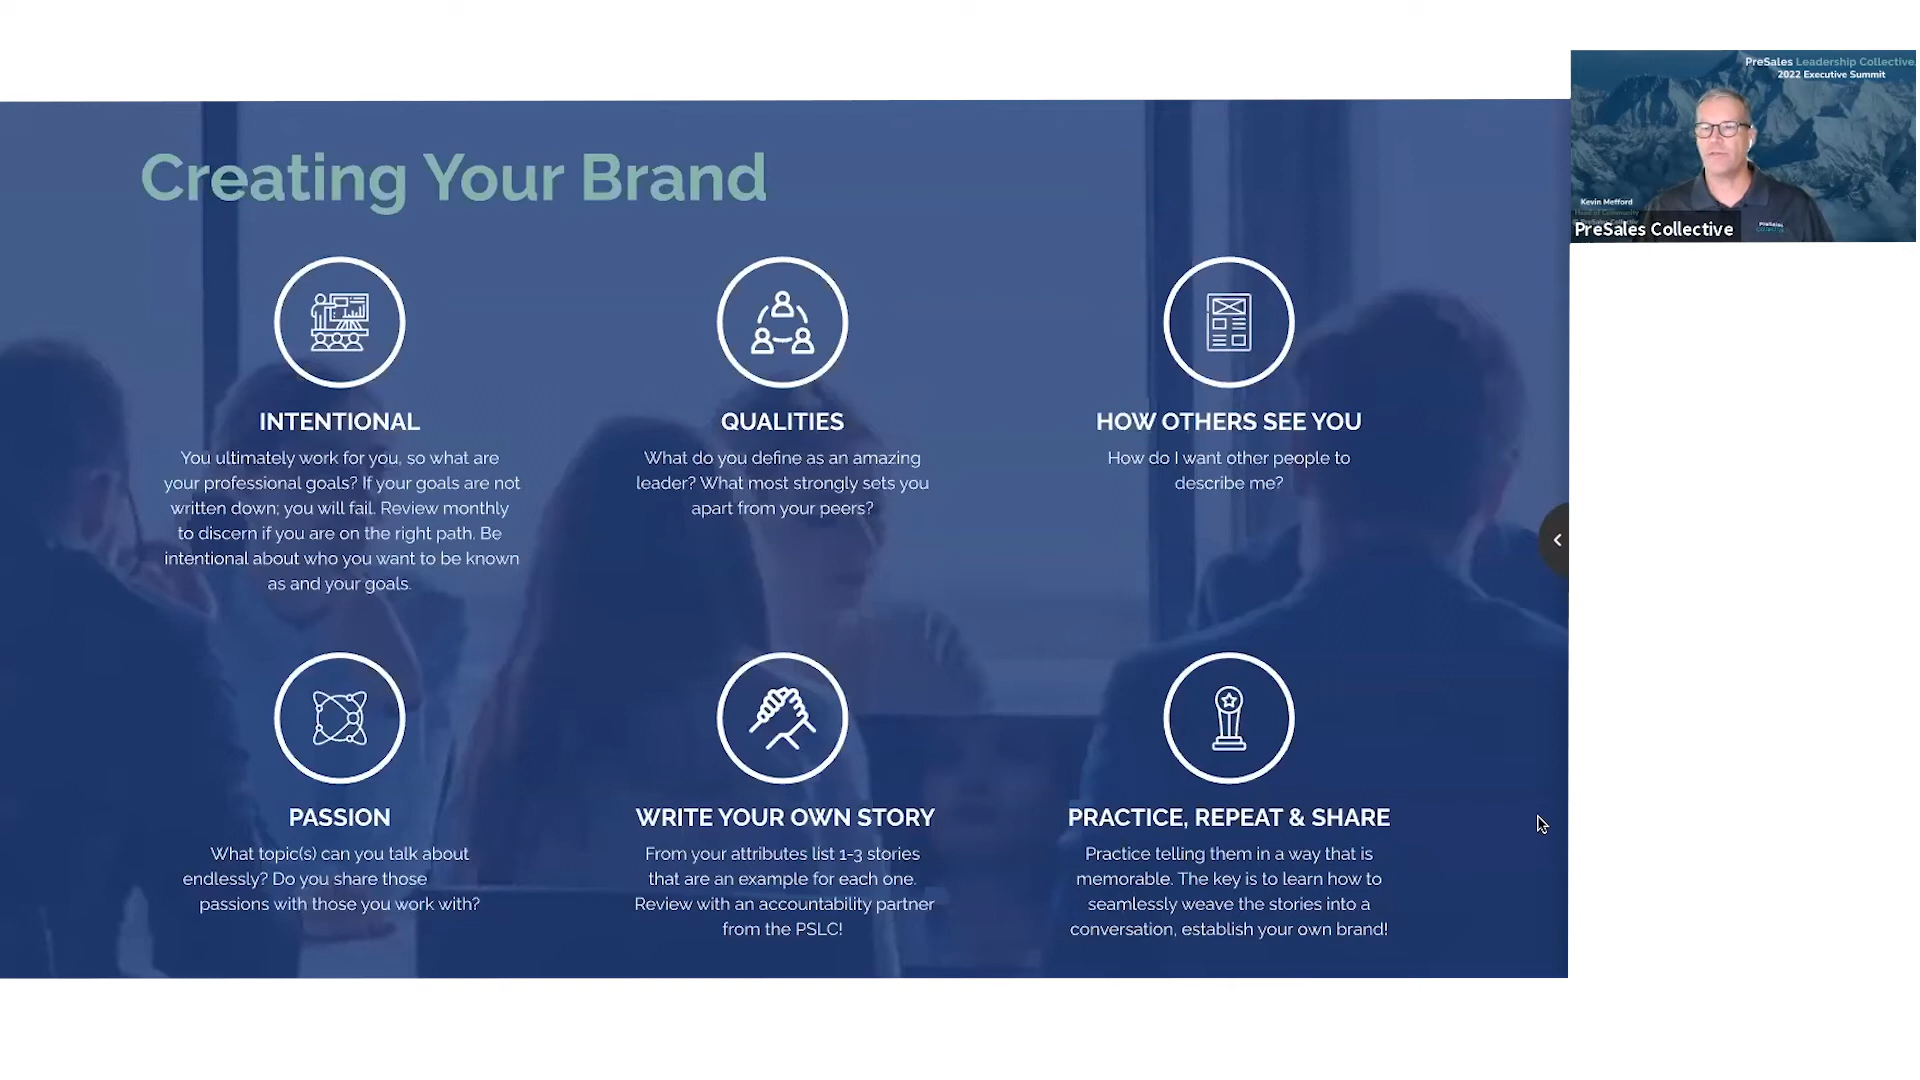 Creating Your Brand
INTENTIONAL
You ultimately work for you, so what are
your professional goals? If your goals are not
written down; you will fail. Review monthly
to discern if you are on the right path. Be
intentional about who you want to be known
as and your goals.
QUALITIES
What do you define as an amazing
leader? What most strongly sets you
apart from your peers?
HOW OTHERS SEE YOU
How do I want other people to
describe me?
PASSION
What topic(s) can you talk about
endlessly? Do you share those
passions with those you work with?
WRITE YOUR OWN STORY
From your attributes list 1-3 stories
that are an example for each one.
Review with an accountability partner
from the PSLC!
PRACTICE, REPEAT & SHARE
Practice telling them in a way that is
memorable. The key is to learn how to
seamlessly weave the stories into a
conversation, establish your own brand!
PreSales Leadership Collective
2022 Executive Summit
Kevin Mefford
Head of Community
PreSales Collective